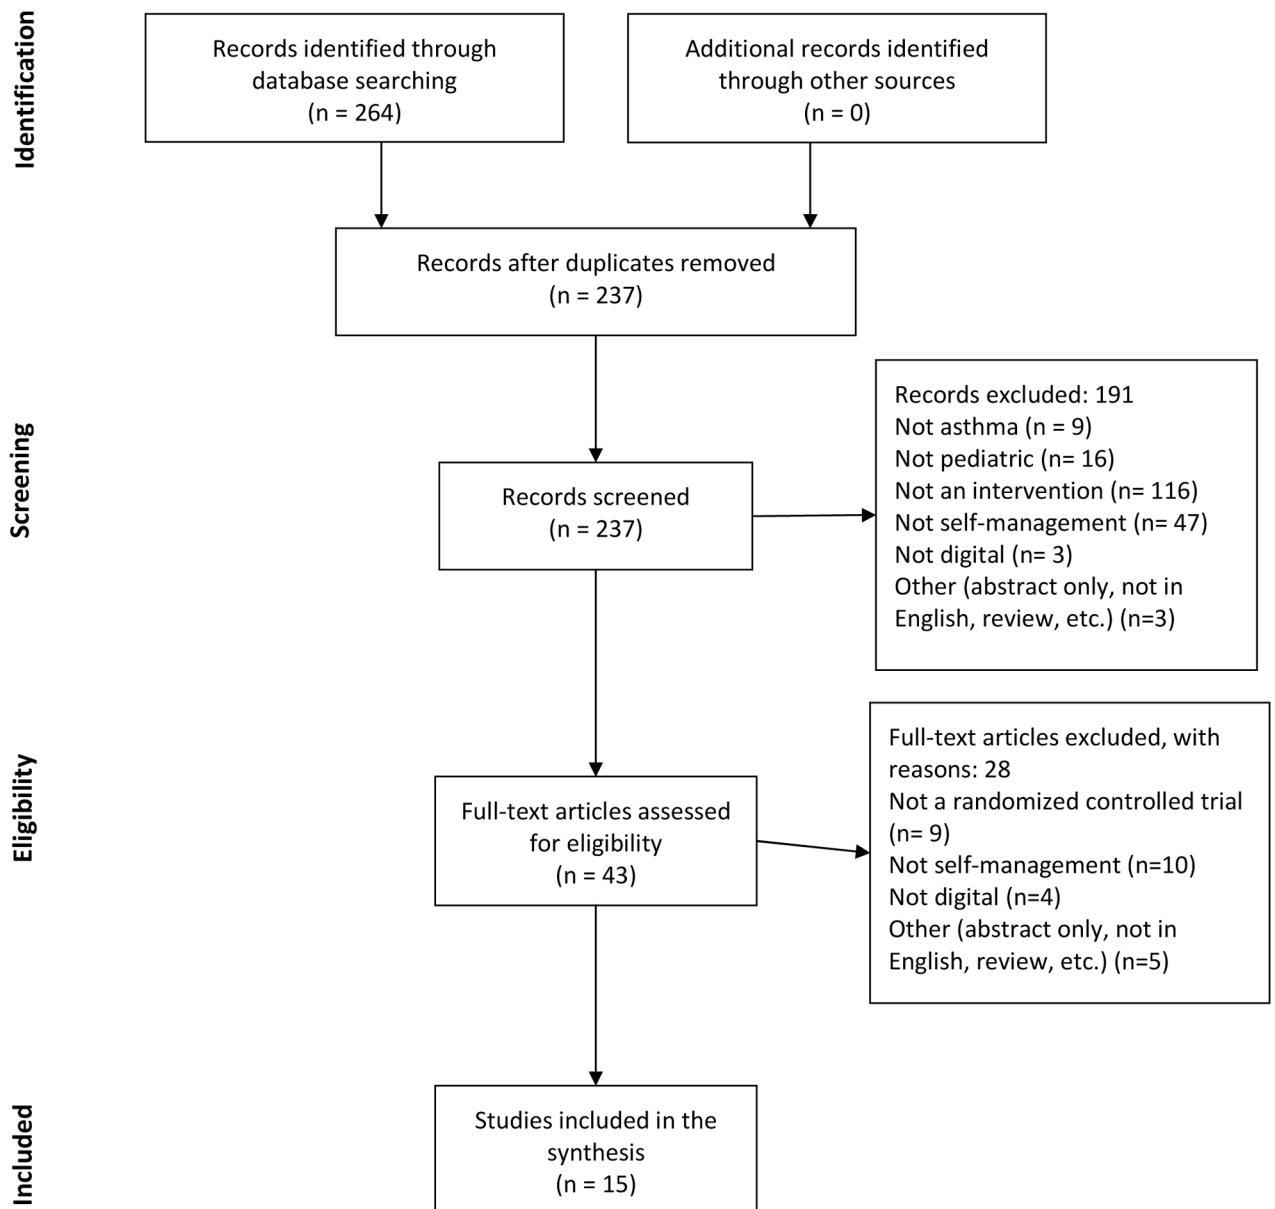 Identification
Records identified through
database searching
(n = 264)
Additional records identified
through other sources
(n = 0)
Records after duplicates removed
(n = 237)
Screening
Records screened
(n = 237)
Records excluded: 191
Not asthma (n = 9)
Not pediatric (n= 16)
Not an intervention (n= 116)
Not self-management (n= 47)
Not digital (n= 3)
Other (abstract only, not in
English, review, etc.) (n=3)
Eligibility
Full-text articles assessed
for eligibility
(n = 43)
Full-text articles excluded, with
reasons: 28
Not a randomized controlled trial
(n= 9)
Not self-management (n=10)
Not digital (n=4)
Other (abstract only, not in
English, review, etc.) (n=5)
Included
Studies included in the
synthesis
(n = 15)